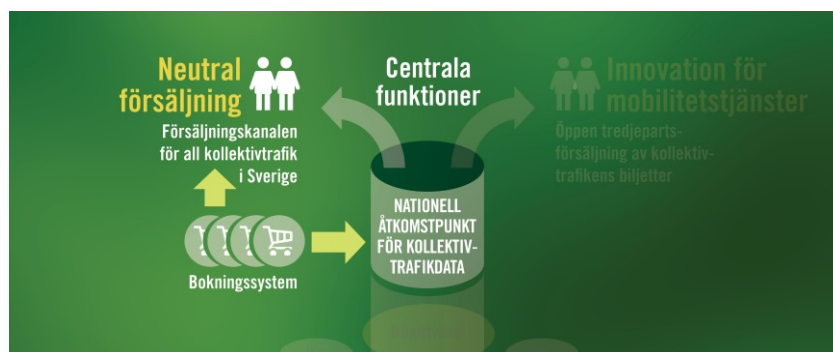 Neutral
försäljning
Försäljningskanalen
för all kollektivtrafik
i Sverige
Bokningssystem
Centrala
funktioner
NATIONELL
ÅTKOMSTPUNKT
FÖR KOLLEKTIV-
TRAFIKDATA
Innovation för
mobilitetstjänster
Öppen tredjeparts-
försäljning av kollektiv-
trafikens biljetter